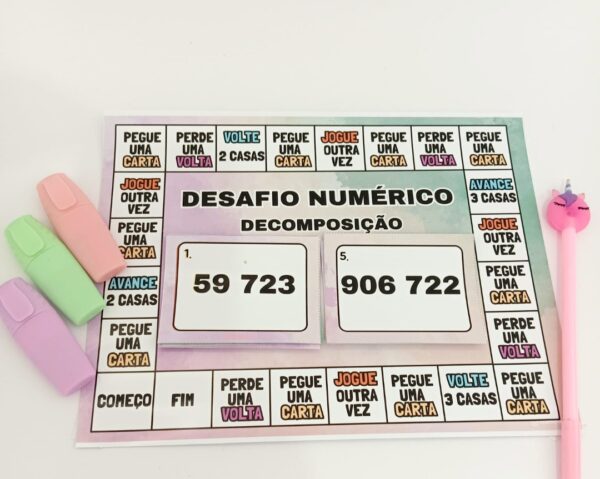 PEGUE UMA CARTA
PERDE UMA VOLTA
VOLTE 2 CASAS
PEGUE UMA CARTA
JOGUE OUTRA VEZ
PEGUE UMA CARTA
PERDE UMA VOLTA
PEGUE UMA CARTA
JOGUE OUTRA VEZ
DESAFIO NUMÉRICO
DECOMPOSIÇÃO
AVANCE 3 CASAS
PEGUE UMA CARTA
JOGUE OUTRA VEZ
1.
59 723
5.
906 722
AVANCE 2 CASAS
PEGUE UMA CARTA
PEGUE UMA CARTA
PERDE UMA VOLTA
COMEÇO
FIM
PERDE UMA VOLTA
PEGUE UMA CARTA
JOGUE OUTRA VEZ
PEGUE UMA CARTA
VOLTE 3 CASAS
PEGUE UMA CARTA